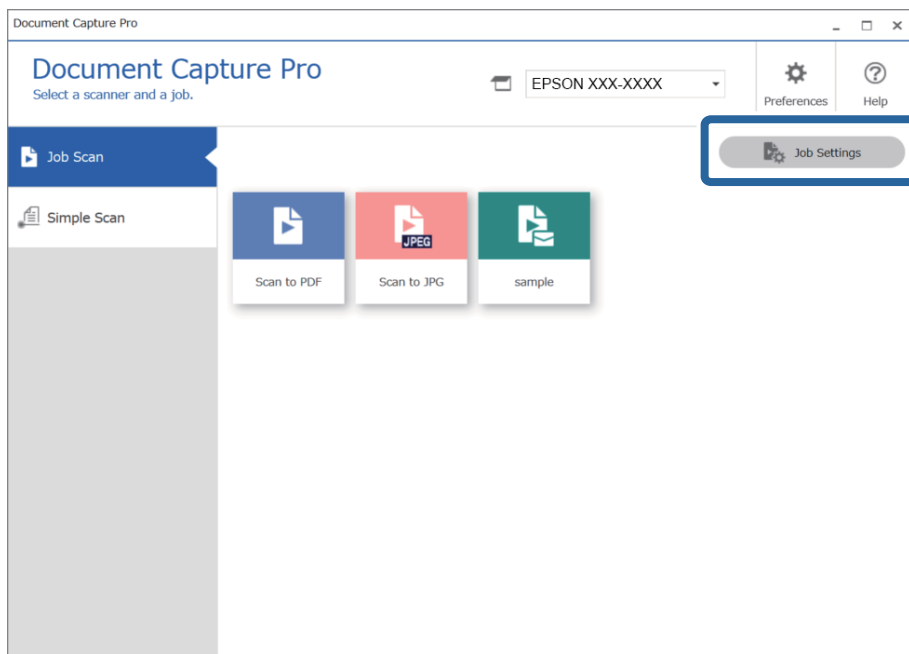 Document Capture Pro
Document Capture Pro
Select a scanner and a job.
EPSON XXX-XXXX
Preferences
Help
Job Scan
Job Settings
Simple Scan
JPEG
Scan to PDF
Scan to JPG
sample